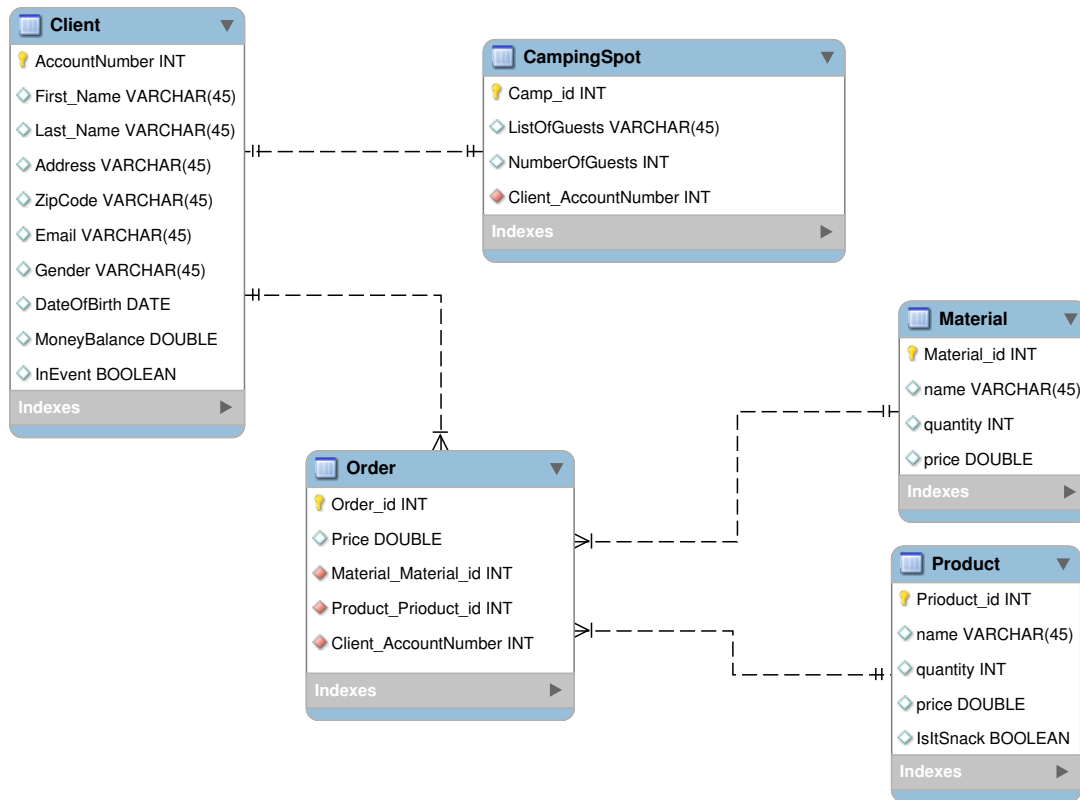 Client
AccountNumber INT
First_Name VARCHAR(45)
Last_Name VARCHAR(45)
Address VARCHAR(45)
ZipCode VARCHAR(45)
Email VARCHAR(45)
Gender VARCHAR(45)
DateOfBirth DATE
MoneyBalance DOUBLE
InEvent BOOLEAN
Indexes
CampingSpot
Camp_id INT
ListOfGuests VARCHAR(45)
NumberOfGuests INT
Client_AccountNumber INT
Indexes
Order
Order_id INT
Price DOUBLE
Material_Material_id INT
Product_Prioduct_id INT
Client_AccountNumber INT
Indexes
Material
Material_id INT
name VARCHAR(45)
quantity INT
price DOUBLE
Indexes
Product
Prioduct_id INT
name VARCHAR(45)
quantity INT
price DOUBLE
IsItSnack BOOLEAN
Indexes